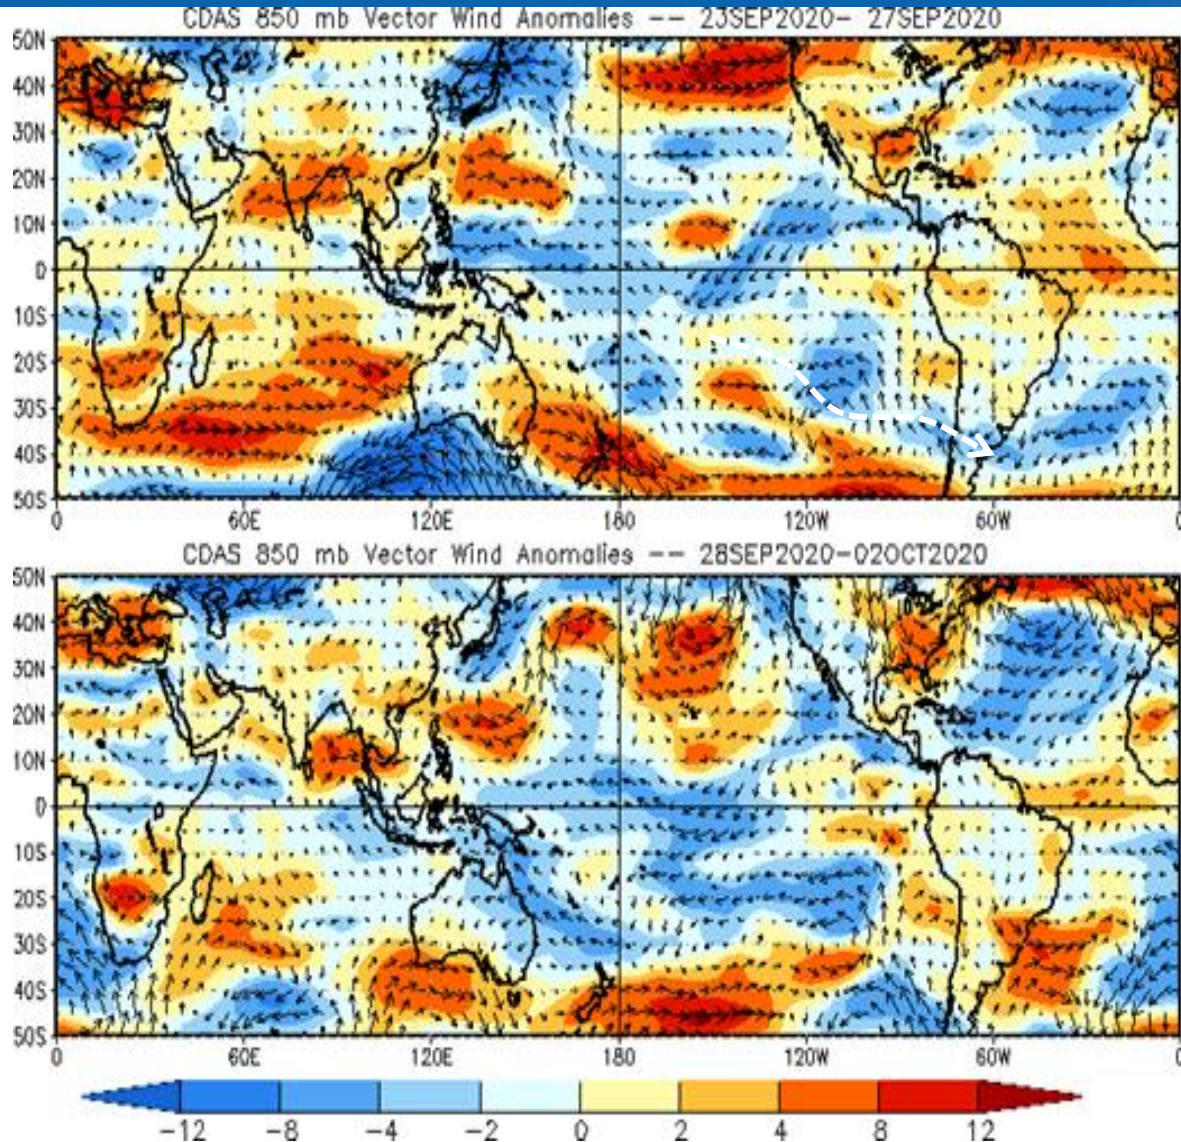 CDAS 850 mb Vector Wind Anomalies -- 23SEP2020- 27SEP2020
50N
40N
30N
20N
10N
0
10S
20S
30S
40S
50S
0 60E 120E 180 120W 60W 0
CDAS 850 mb Vector Wind Anomalies -- 28SEP2020-02OCT2020
50N
40N
30N
20N
10N
0
10S
20S
30S
40S
50S
0 60E 120E 180 120W 60W 0
-12 -8 -4 -2 0 2 4 8 12